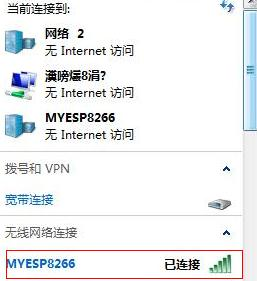 当前连接到:
网络 2
无 Internet 访问
无 Internet 访问
MYESP8266
无 Internet 访问
拨号和 VPN
宽带连接
无线网络连接
MYESP8266
已连接